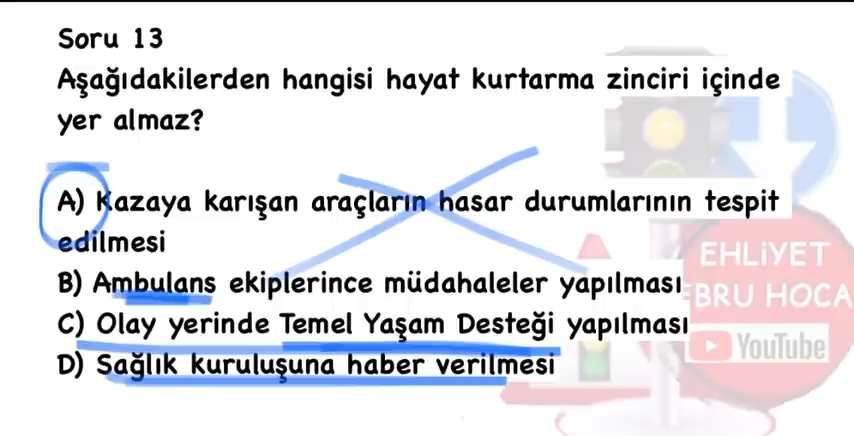 Soru 13
Aşağıdakilerden hangisi hayat kurtarma zinciri içinde
yer almaz?
A) Kazaya karışan araçların hasar durumlarının tespit
edilmesi
B) Ambulans ekiplerince müdahaleler yapılması
C) Olay yerinde Temel Yaşam Desteği yapılması
D) Sağlık kuruluşuna haber verilmesi
EHLİYET
EBRU HOCA
YouTube